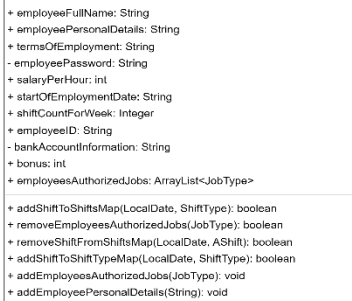 + employeeFullName: String
+ employeePersonalDetails: String
+ termsOfEmployment: String
- employeePassword: String
+ salaryPerHour: int
+ startOfEmploymentDate: String
+ shiftCountForWeek: Integer
+ employeeID: String
- bankAccountInformation: String
+ bonus: int
+ employeesAuthorizedJobs: ArrayList<JobType>
+ addShiftToShiftsMap(LocalDate, ShiftType): boolean
+ removeEmployeesAuthorizedJobs(JobType): boolean
+ removeShiftFromShiftsMap(LocalDate, AShift): boolean
+ addShiftToShiftTypeMap(LocalDate, ShiftType): boolean
+ addEmployeesAuthorizedJobs(JobType): void
+ addEmployeePersonalDetails(String): void